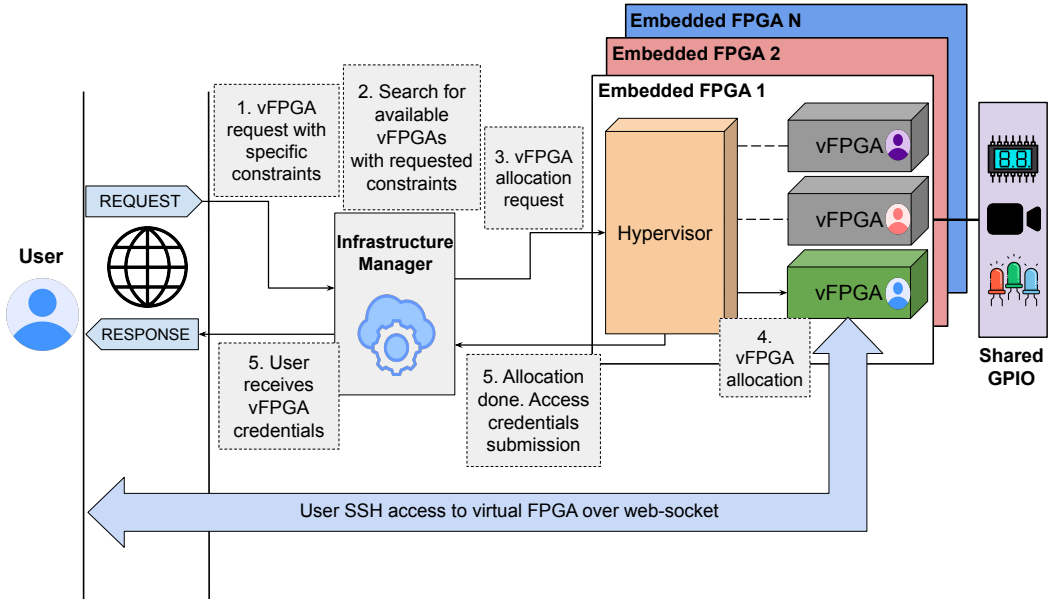 Embedded FPGA N
Embedded FPGA 2
Embedded FPGA 1
1. vFPGA
request with
specific
constraints
2. Search for
available
vFPGAs
with requested
constraints
3. vFPGA
allocation
request
REQUEST
User
RESPONSE
Infrastructure
Manager
Hypervisor
vFPGA
vFPGA
vFPGA
8.8.
Shared
GPIO
4.
vFPGA
allocation
5. User
receives
vFPGA
credentials
5. Allocation
done. Access
credentials
submission
User SSH access to virtual FPGA over web-socket